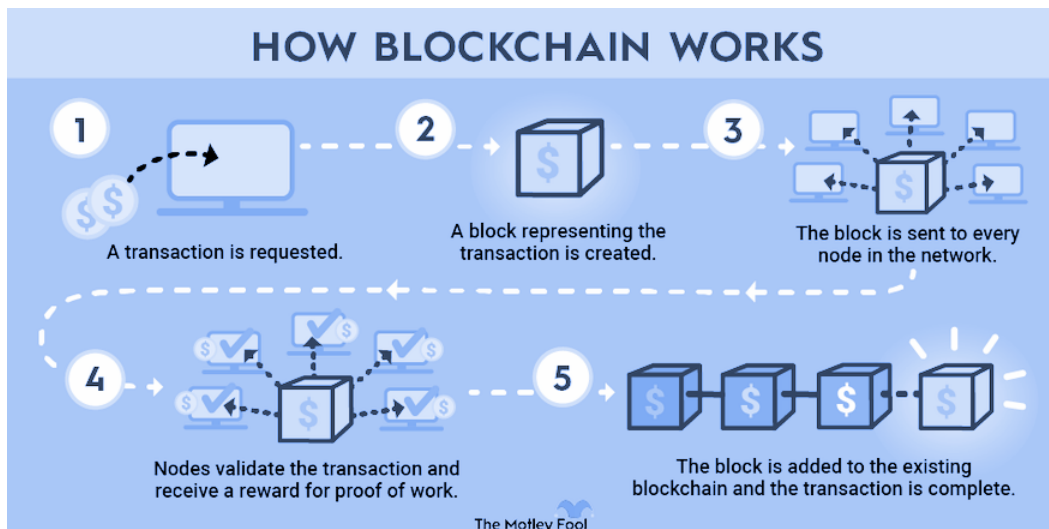 HOW BLOCKCHAIN WORKS
1
A transaction is requested.
2
$
A block representing the
transaction is created.
3
$
The block is sent to every
node in the network.
4
$
Nodes validate the transaction and
receive a reward for proof of work.
5
$ $ $ $
The block is added to the existing
blockchain and the transaction is complete.
The Motley Fool